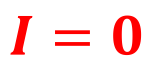 I = 0